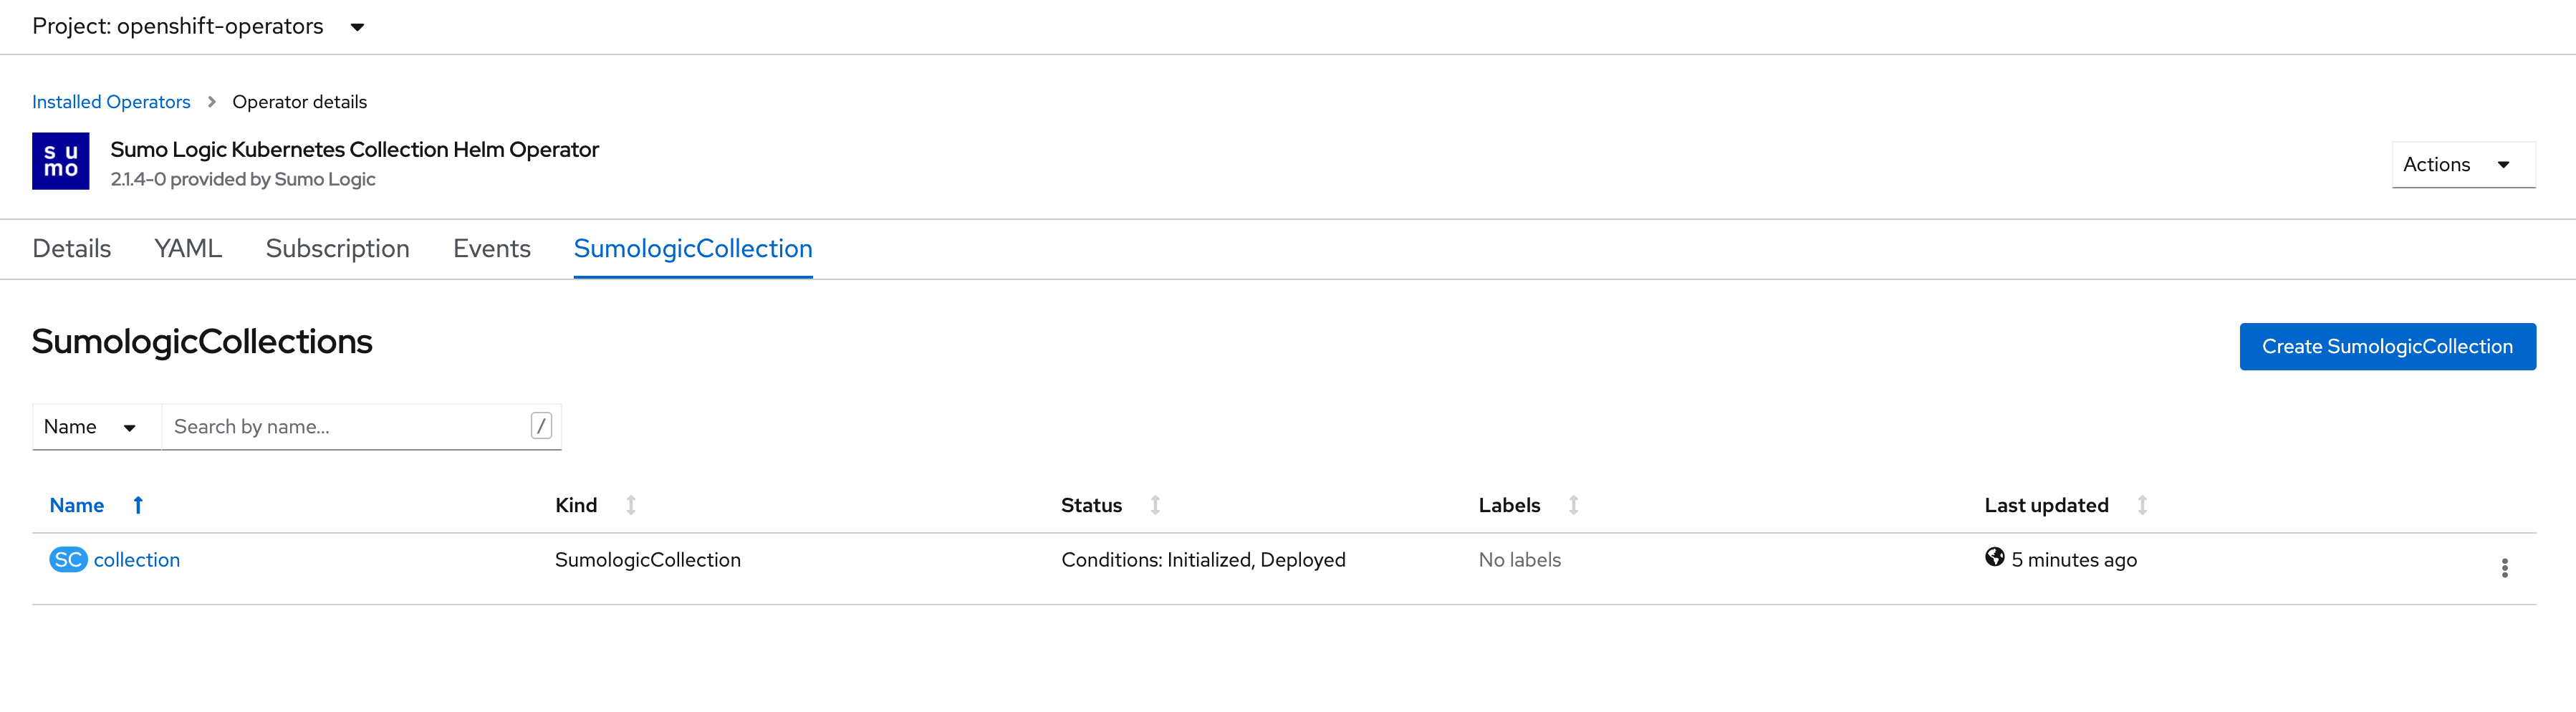 Project: openshift-operators
Installed Operators > Operator details
su
mo
Sumo Logic Kubernetes Collection Helm Operator
2.1.4-0 provided by Sumo Logic
Actions
Details YAML Subscription Events SumologicCollection
SumologicCollections
Create SumologicCollection
Name Search by name... /
Name Kind Status Labels Last updated
SC collection SumologicCollection Conditions: Initialized, Deployed No labels 5 minutes ago